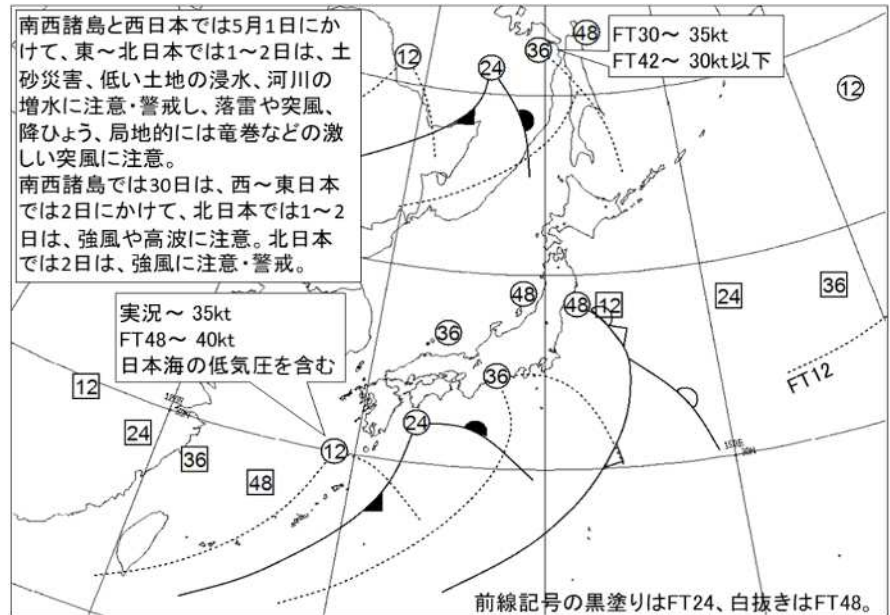 南西諸島と西日本では5月1日にか
けて、東～北日本では1～2日は、土
砂災害、低い土地の浸水、河川の
増水に注意・警戒し、落雷や突風、
降ひょう、局地的には竜巻などの激
しい突風に注意。
南西諸島では30日は、西～東日本
では2日にかけて、北日本では1～2
日は、強風や高波に注意。北日本
では2日は、強風に注意・警戒。
12
24
36
48
FT30～ 35kt
FT42～ 30kt以下
12
実況～ 35kt
FT48～ 40kt
日本海の低気圧を含む
48
48
12
24
36
36
36
FT12
12
24
36
48
12
24
130E
30N
150E
30N
前線記号の黒塗りはFT24、白抜きはFT48。